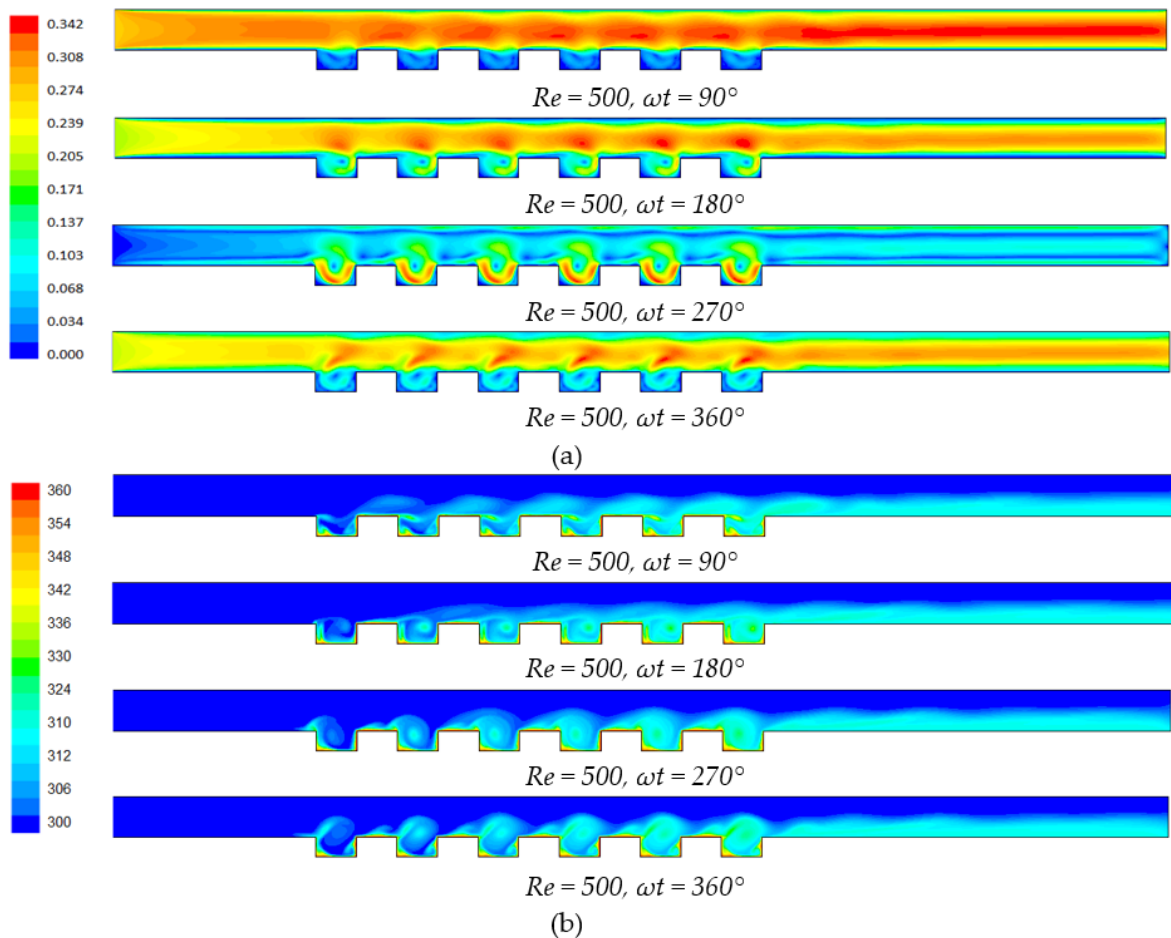 0.342
0.308
0.274
0.239
0.205
0.171
0.137
0.103
0.068
0.034
0.000
Re = 500, ωt = 90°
Re = 500, ωt = 180°
Re = 500, ωt = 270°
Re = 500, ωt = 360°
(a)
360
354
348
342
336
330
324
310
312
306
300
Re = 500, ωt = 90°
Re = 500, ωt = 180°
Re = 500, ωt = 270°
Re = 500, ωt = 360°
(b)